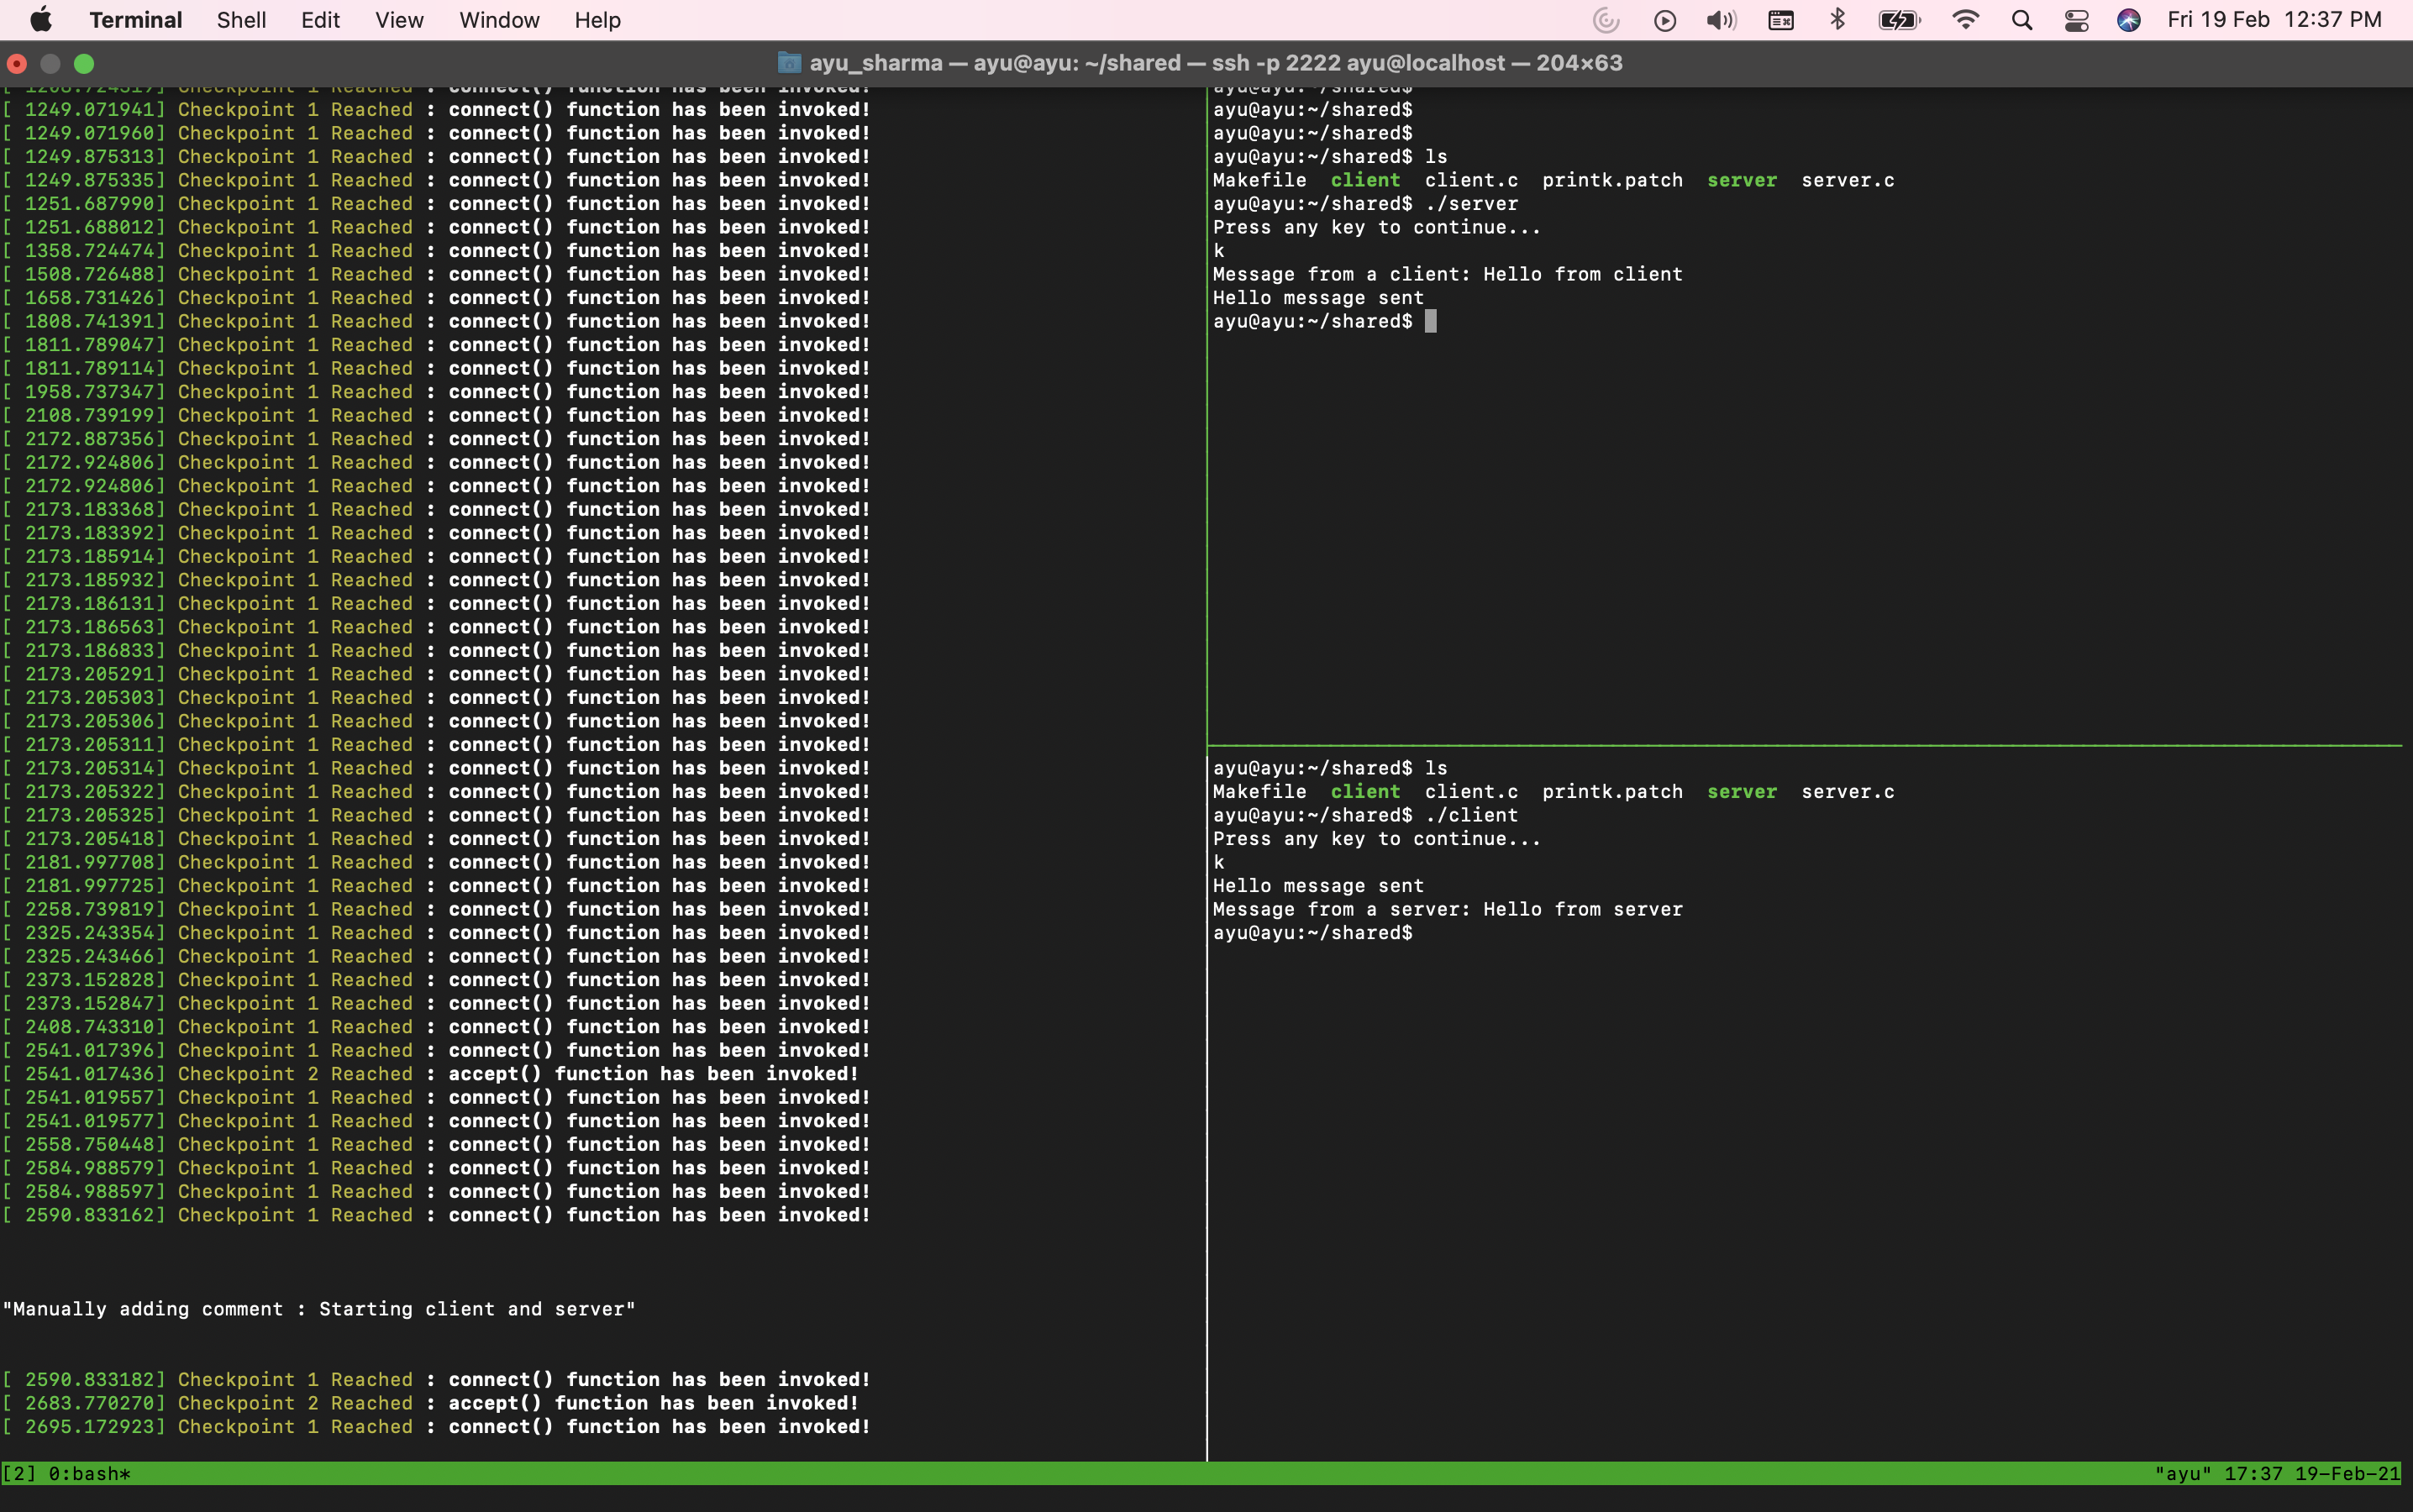 Terminal Shell Edit View Window Help Fri 19 Feb 12:37 PM
ayu_sharma — ayu@ayu: ~/shared — ssh -p 2222 ayu@localhost — 204×63
[ 1249.071941] Checkpoint 1 Reached : connect() function has been invoked!
[ 1249.071960] Checkpoint 1 Reached : connect() function has been invoked!
[ 1249.875313] Checkpoint 1 Reached : connect() function has been invoked!
[ 1249.875335] Checkpoint 1 Reached : connect() function has been invoked!
[ 1251.687990] Checkpoint 1 Reached : connect() function has been invoked!
[ 1251.688012] Checkpoint 1 Reached : connect() function has been invoked!
[ 1358.724474] Checkpoint 1 Reached : connect() function has been invoked!
[ 1508.726488] Checkpoint 1 Reached : connect() function has been invoked!
[ 1658.731426] Checkpoint 1 Reached : connect() function has been invoked!
[ 1808.741391] Checkpoint 1 Reached : connect() function has been invoked!
[ 1811.789047] Checkpoint 1 Reached : connect() function has been invoked!
[ 1811.789114] Checkpoint 1 Reached : connect() function has been invoked!
[ 1958.737347] Checkpoint 1 Reached : connect() function has been invoked!
[ 2108.739199] Checkpoint 1 Reached : connect() function has been invoked!
[ 2172.887356] Checkpoint 1 Reached : connect() function has been invoked!
[ 2172.924806] Checkpoint 1 Reached : connect() function has been invoked!
[ 2172.924806] Checkpoint 1 Reached : connect() function has been invoked!
[ 2173.183368] Checkpoint 1 Reached : connect() function has been invoked!
[ 2173.183392] Checkpoint 1 Reached : connect() function has been invoked!
[ 2173.185914] Checkpoint 1 Reached : connect() function has been invoked!
[ 2173.185932] Checkpoint 1 Reached : connect() function has been invoked!
[ 2173.186131] Checkpoint 1 Reached : connect() function has been invoked!
[ 2173.186563] Checkpoint 1 Reached : connect() function has been invoked!
[ 2173.186833] Checkpoint 1 Reached : connect() function has been invoked!
[ 2173.205291] Checkpoint 1 Reached : connect() function has been invoked!
[ 2173.205303] Checkpoint 1 Reached : connect() function has been invoked!
[ 2173.205306] Checkpoint 1 Reached : connect() function has been invoked!
[ 2173.205311] Checkpoint 1 Reached : connect() function has been invoked!
[ 2173.205314] Checkpoint 1 Reached : connect() function has been invoked!
[ 2173.205322] Checkpoint 1 Reached : connect() function has been invoked!
[ 2173.205325] Checkpoint 1 Reached : connect() function has been invoked!
[ 2173.205418] Checkpoint 1 Reached : connect() function has been invoked!
[ 2181.997708] Checkpoint 1 Reached : connect() function has been invoked!
[ 2181.997725] Checkpoint 1 Reached : connect() function has been invoked!
[ 2258.739819] Checkpoint 1 Reached : connect() function has been invoked!
[ 2325.243354] Checkpoint 1 Reached : connect() function has been invoked!
[ 2325.243466] Checkpoint 1 Reached : connect() function has been invoked!
[ 2373.152828] Checkpoint 1 Reached : connect() function has been invoked!
[ 2373.152847] Checkpoint 1 Reached : connect() function has been invoked!
[ 2408.743310] Checkpoint 1 Reached : connect() function has been invoked!
[ 2541.017396] Checkpoint 1 Reached : connect() function has been invoked!
[ 2541.017436] Checkpoint 2 Reached : accept() function has been invoked!
[ 2541.019557] Checkpoint 1 Reached : connect() function has been invoked!
[ 2541.019577] Checkpoint 1 Reached : connect() function has been invoked!
[ 2558.750448] Checkpoint 1 Reached : connect() function has been invoked!
[ 2584.988579] Checkpoint 1 Reached : connect() function has been invoked!
[ 2584.988597] Checkpoint 1 Reached : connect() function has been invoked!
[ 2590.833162] Checkpoint 1 Reached : connect() function has been invoked!
"Manually adding comment : Starting client and server"
[ 2590.833182] Checkpoint 1 Reached : connect() function has been invoked!
[ 2683.770270] Checkpoint 2 Reached : accept() function has been invoked!
[ 2695.172923] Checkpoint 1 Reached : connect() function has been invoked!
ayu@ayu:~/shared$
ayu@ayu:~/shared$
ayu@ayu:~/shared$
ayu@ayu:~/shared$ ls
Makefile client client.c printk.patch server server.c
ayu@ayu:~/shared$ ./server
Press any key to continue...
k
Message from a client: Hello from client
Hello message sent
ayu@ayu:~/shared$
ayu@ayu:~/shared$ ls
Makefile client client.c printk.patch server server.c
ayu@ayu:~/shared$ ./client
Press any key to continue...
k
Hello message sent
Message from a server: Hello from server
ayu@ayu:~/shared$
[2] 0:bash* "ayu" 17:37 19-Feb-21